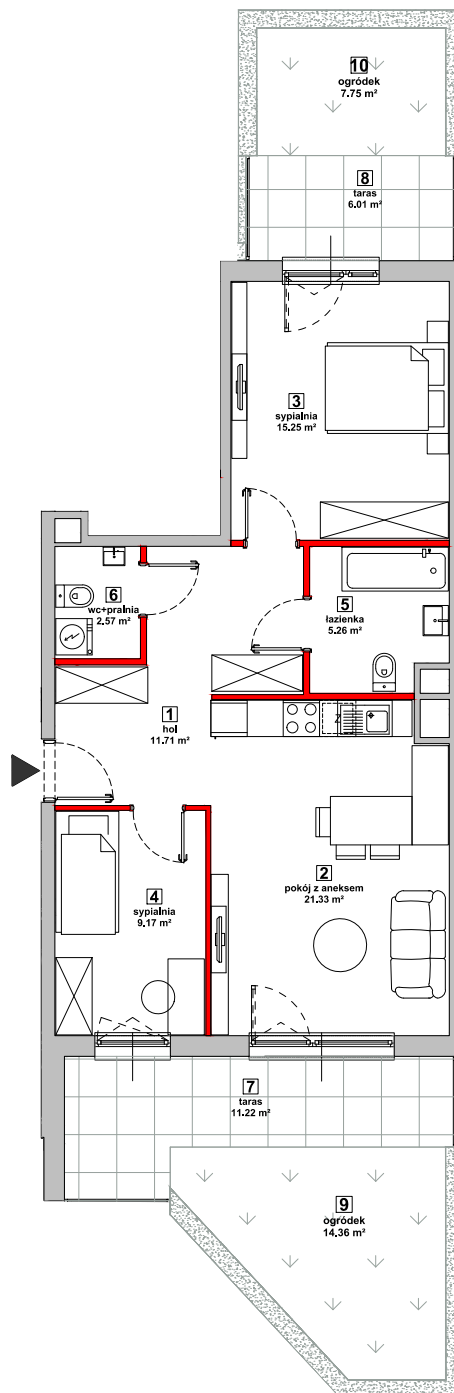 10
ogródek
7.75 m²
8
taras
6.01 m²
3
sypialnia
15.25 m²
6
wc+pralnia
2.57 m²
5
łazienka
5.26 m²
1
hol
11.71 m²
Z
2
pokój z aneksem
21.33 m²
4
sypialnia
9.17 m²
7
taras
11.22 m²
9
ogródek
14.36 m²